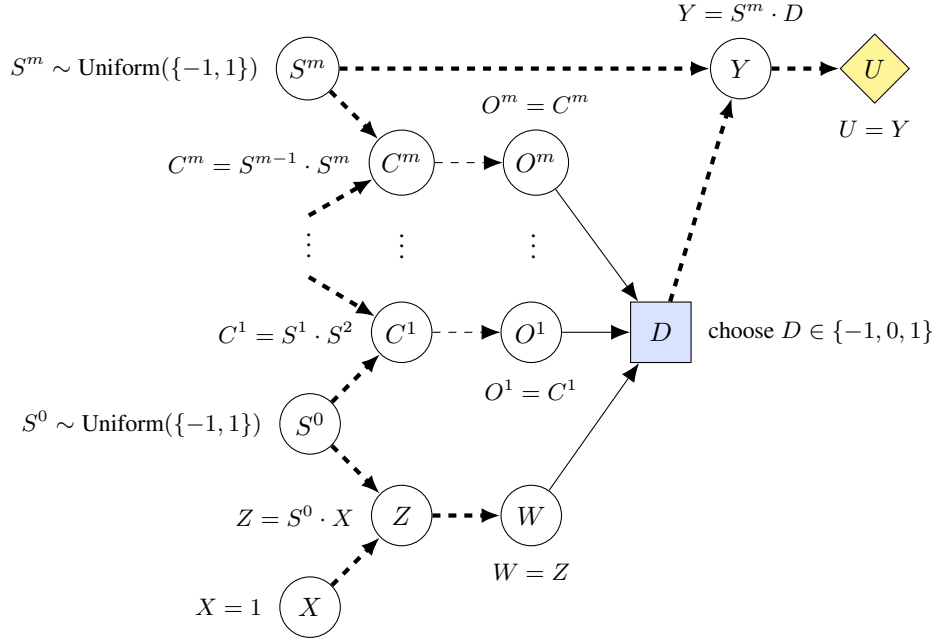 Y = S^m · D
S^m ∼ Uniform({−1, 1})
S^m
Y
U
O^m = C^m
U = Y
C^m = S^{m−1} · S^m
C^m
O^m
⋮ ⋮ ⋮
C^1 = S^1 · S^2
C^1
O^1
D
choose D ∈ {−1, 0, 1}
O^1 = C^1
S^0 ∼ Uniform({−1, 1})
S^0
Z = S^0 · X
Z
W
W = Z
X = 1
X